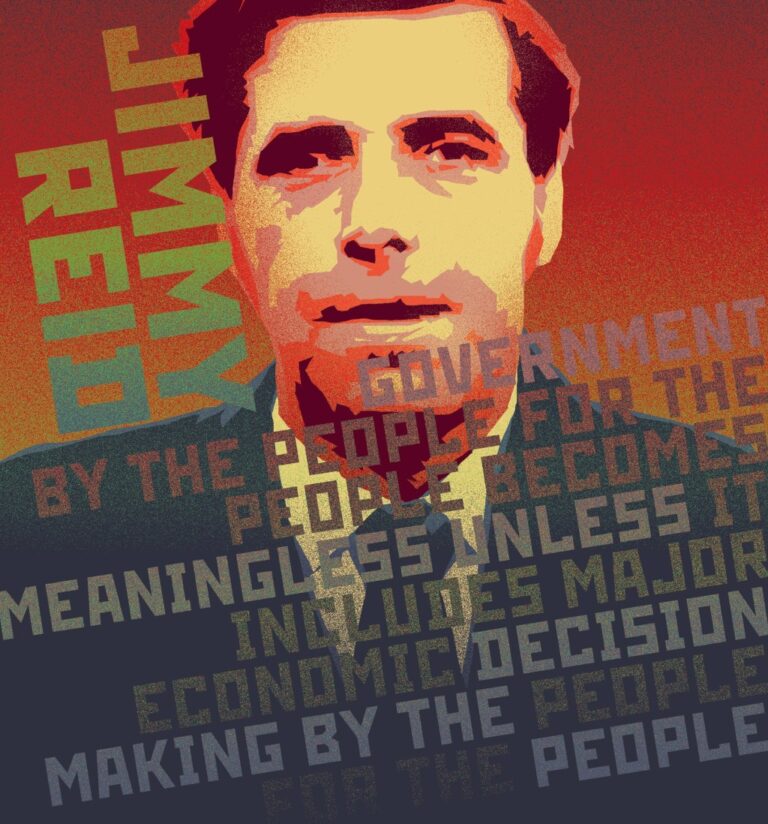 JIMMY
REID
GOVERNMENT
BY THE PEOPLE FOR THE
PEOPLE BECOMES
MEANINGLESS UNLESS IT
INCLUDES MAJOR
ECONOMIC DECISION
MAKING BY THE PEOPLE
FOR THE PEOPLE